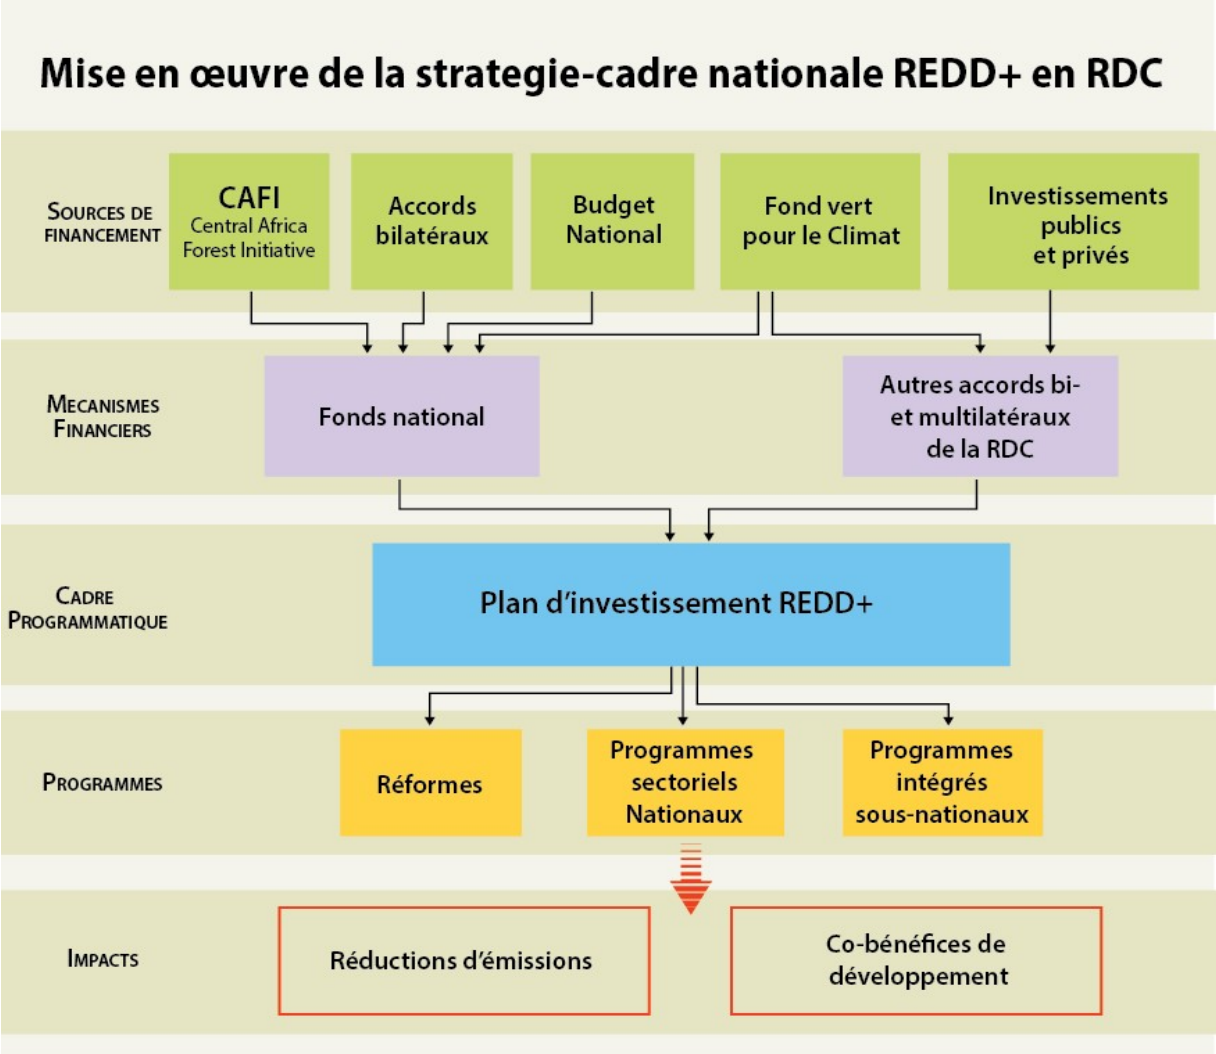 Mise en œuvre de la strategie-cadre nationale REDD+ en RDC
SOURCES DE
FINANCEMENT
CAFI
Central Africa
Forest Initiative
Accords
bilatéraux
Budget
National
Fond vert
pour le Climat
Investissements
publics
et privés
MECANISMES
FINANCIERS
Fonds national
Autres accords bi-
et multilatéraux
de la RDC
CADRE
PROGRAMMATIQUE
Plan d’investissement REDD+
PROGRAMMES
Réformes
Programmes
sectoriels
Nationaux
Programmes
intégrés
sous-nationaux
IMPACTS
Réductions d’émissions
Co-bénéfices de
développement